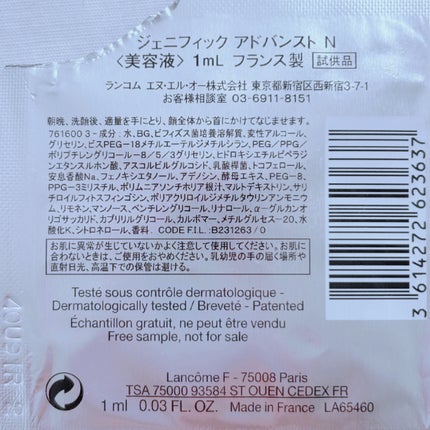 ジェニフィック アドバンスト N
〈美容液〉 1mL フランス製 試供品
ランコム エヌ・エル・オー株式会社 東京都新宿区西新宿3-7-1
お客様相談室 03-6911-8151
朝晩、洗顔後、適量を手にとり、顔全体から首にかけてなじませます。
761600 3 - 成分:水、BG、ビフィズス菌培養溶解質、変性アルコール、
グリセリン、ビスPEG-18メチルエーテルジメチルシラン、PEG/PPG/
ポリブチレングリコール-8/5/3グリセリン、ヒドロキシエチルピペラジ
ンエタンスルホン酸、アスコルビルグルコシド、乳酸桿菌、トコフェロール、
安息香酸Na、フェノキシエタノール、アデノシン、酵母エキス、PEG-8、
PPG-3ミリスチル、ポリムニアソンチホリア根汁、マルトデキストリン、サリ
チロイルフィトスフィンゴシン、ポリアクリロイルジメチルタウリンアンモニウ
ム、リモネン、マンノース、ペンチレングリコール、リナロール、α-グルカンオ
リゴサッカリド、カプリリルグリコール、カルボマー、メチルグルセス-20、水
酸化K、シトロネロール、香料. CODE F.I.L. B231263/0
お肌に異常が生じていないかよく注意して使用してください。お肌に
合わないときは、ご使用をおやめください。乳幼児の手の届く場所や
直射日光、高温下での保管は避ける。
Testé sous contrôle dermatologique -
Dermatologically tested / Breveté - Patented
Échantillon gratuit, ne peut être vendu
Free sample, not for sale
Lancôme F - 75008 Paris
TSA 75000 93584 ST OUEN CEDEX FR
1 ml 0.03 FL. OZ. Made in France LA65460
3 614272 623637